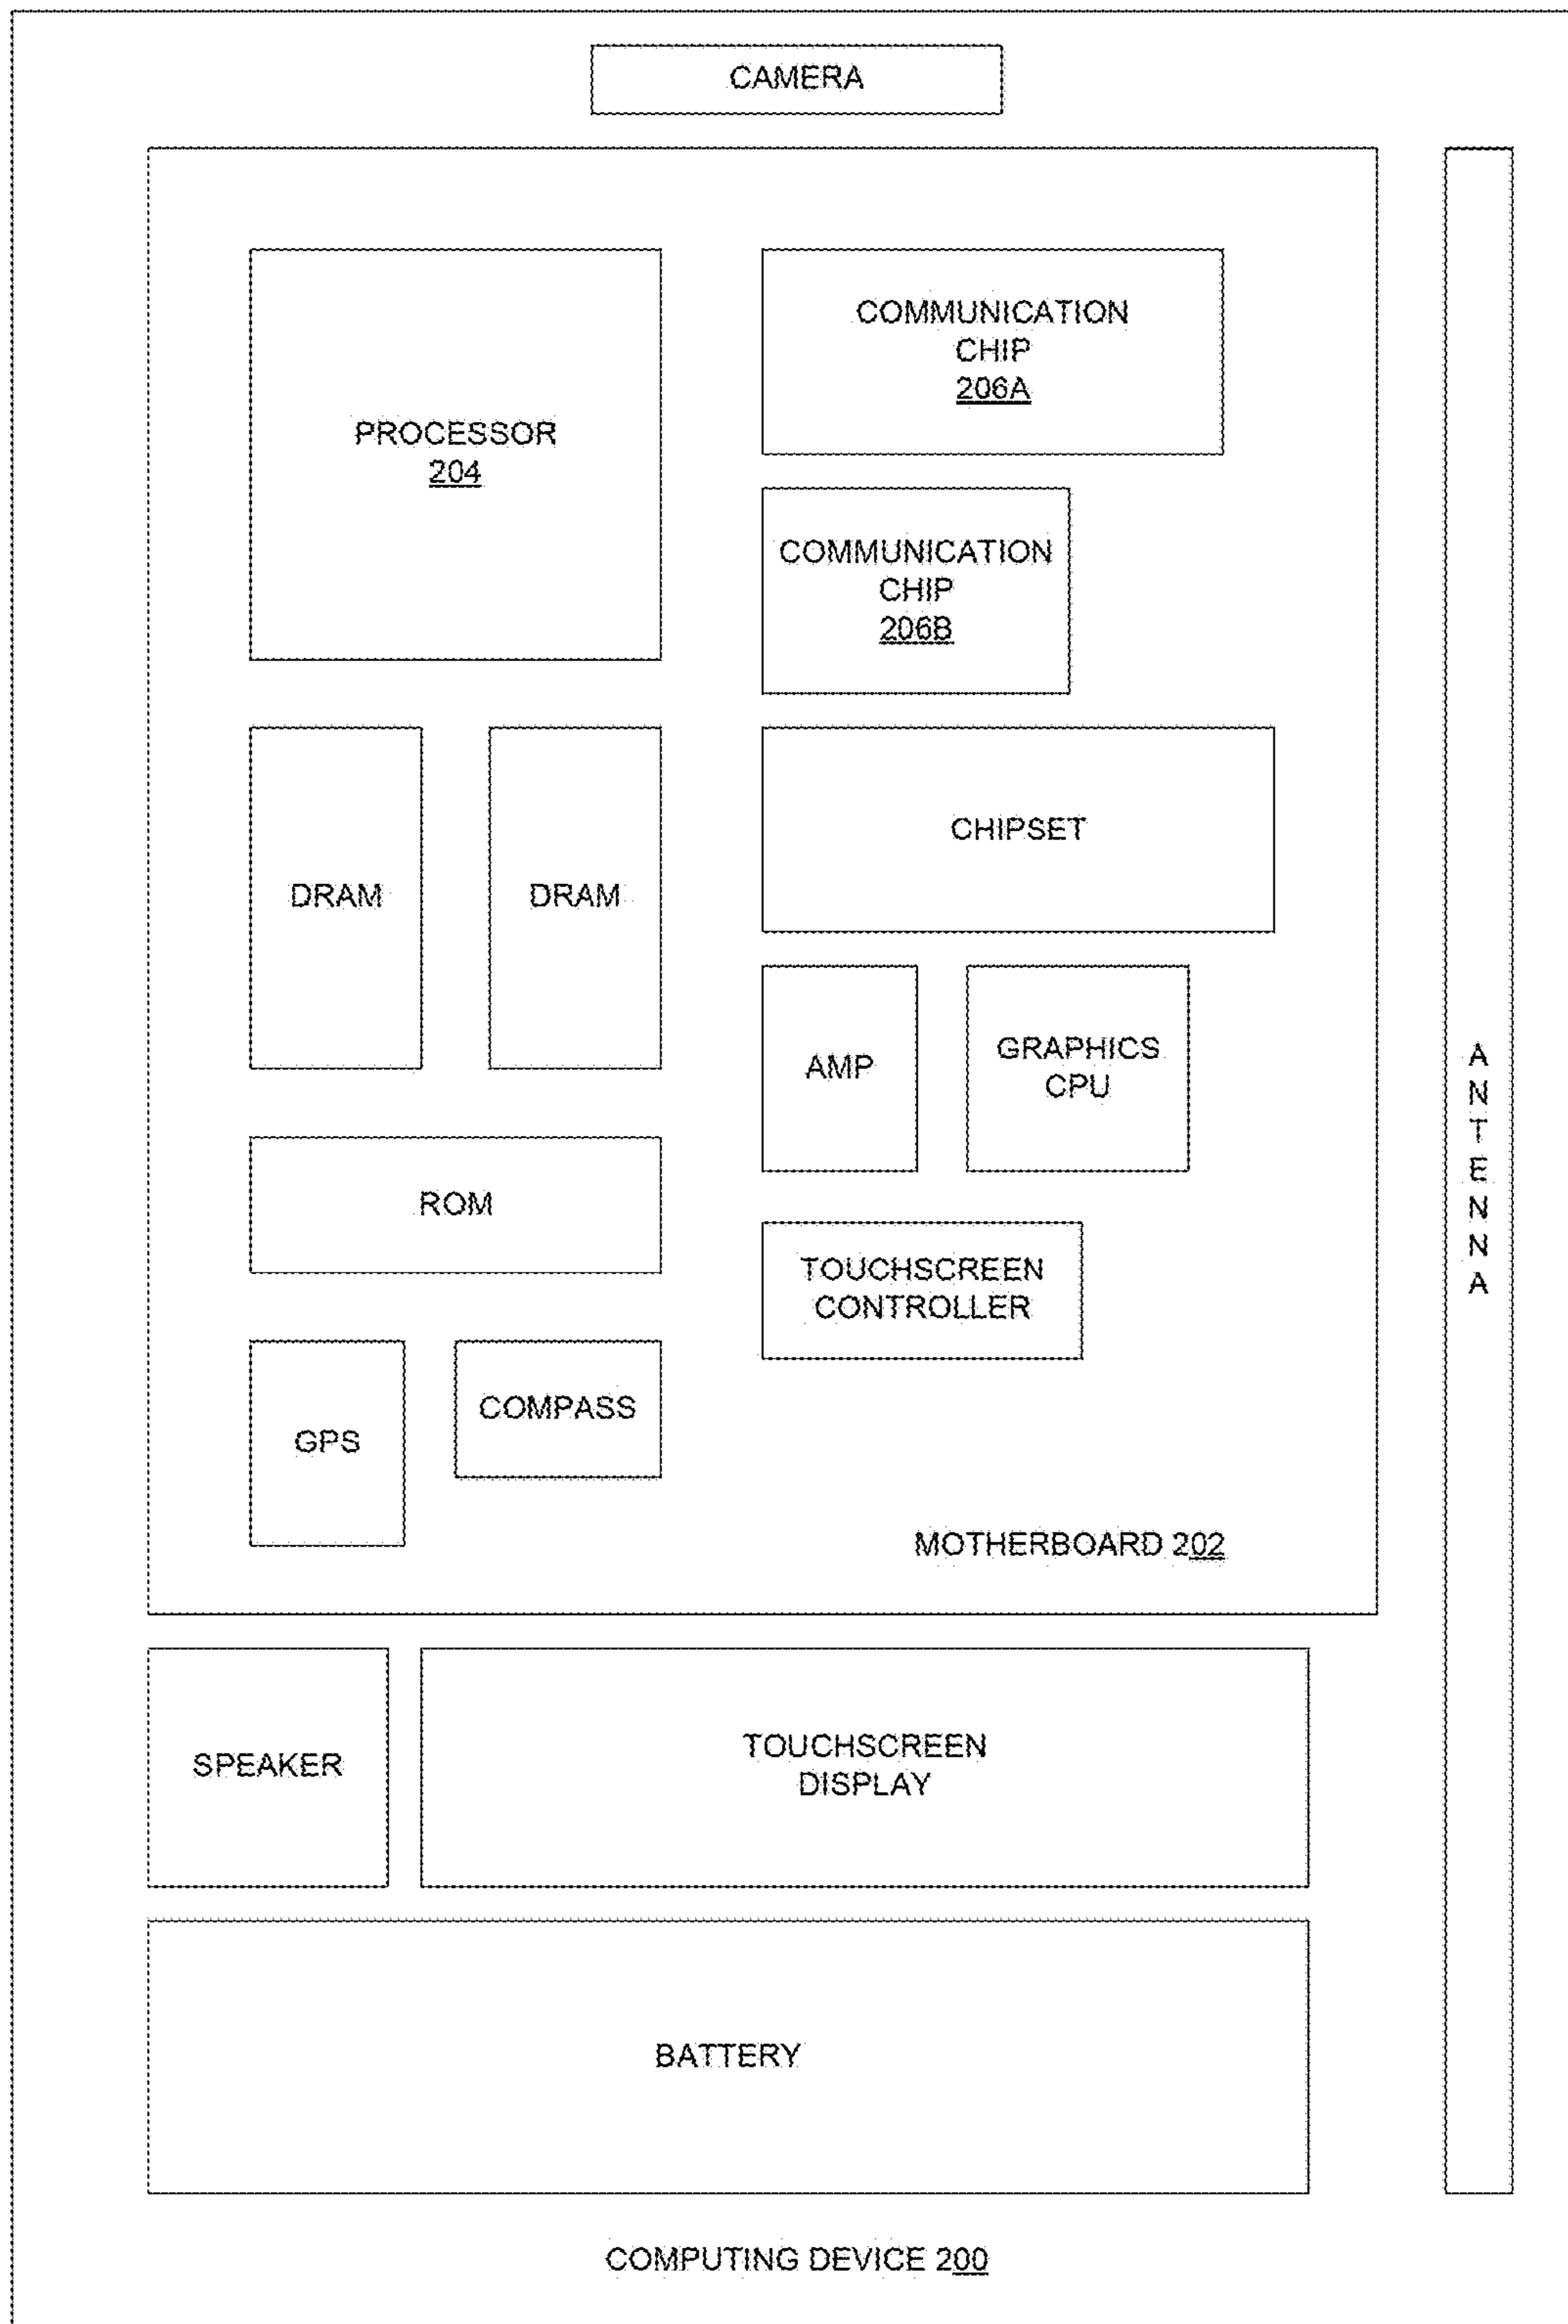 CAMERA
PROCESSOR
204
COMMUNICATION
CHIP
206A
COMMUNICATION
CHIP
206B
DRAM
DRAM
CHIPSET
AMP
GRAPHICS
CPU
ROM
TOUCHSCREEN
CONTROLLER
GPS
COMPASS
MOTHERBOARD 202
ANTENNA
SPEAKER
TOUCHSCREEN
DISPLAY
BATTERY
COMPUTING DEVICE 200